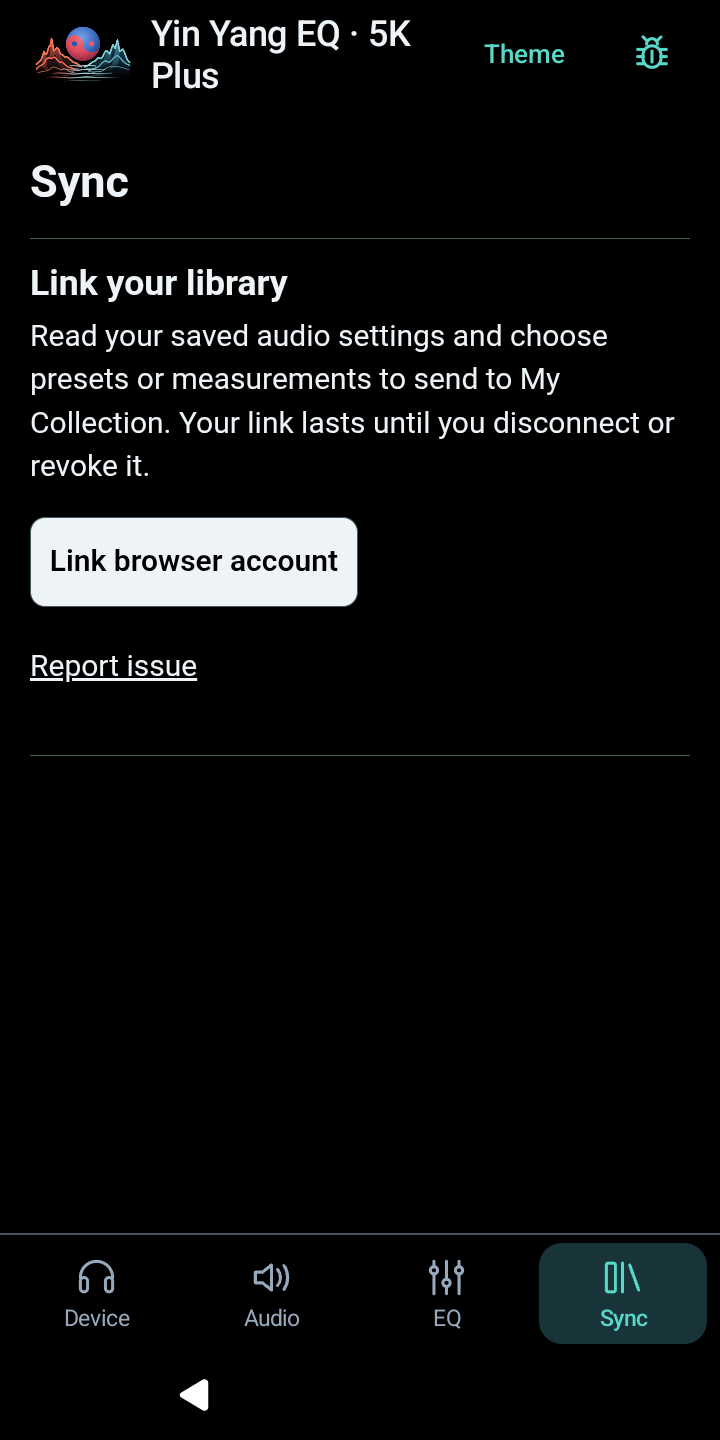 Yin Yang EQ · 5K
Plus
Theme
Sync
Link your library
Read your saved audio settings and choose
presets or measurements to send to My
Collection. Your link lasts until you disconnect or
revoke it.
Link browser account
Report issue
Device
Audio
EQ
Sync